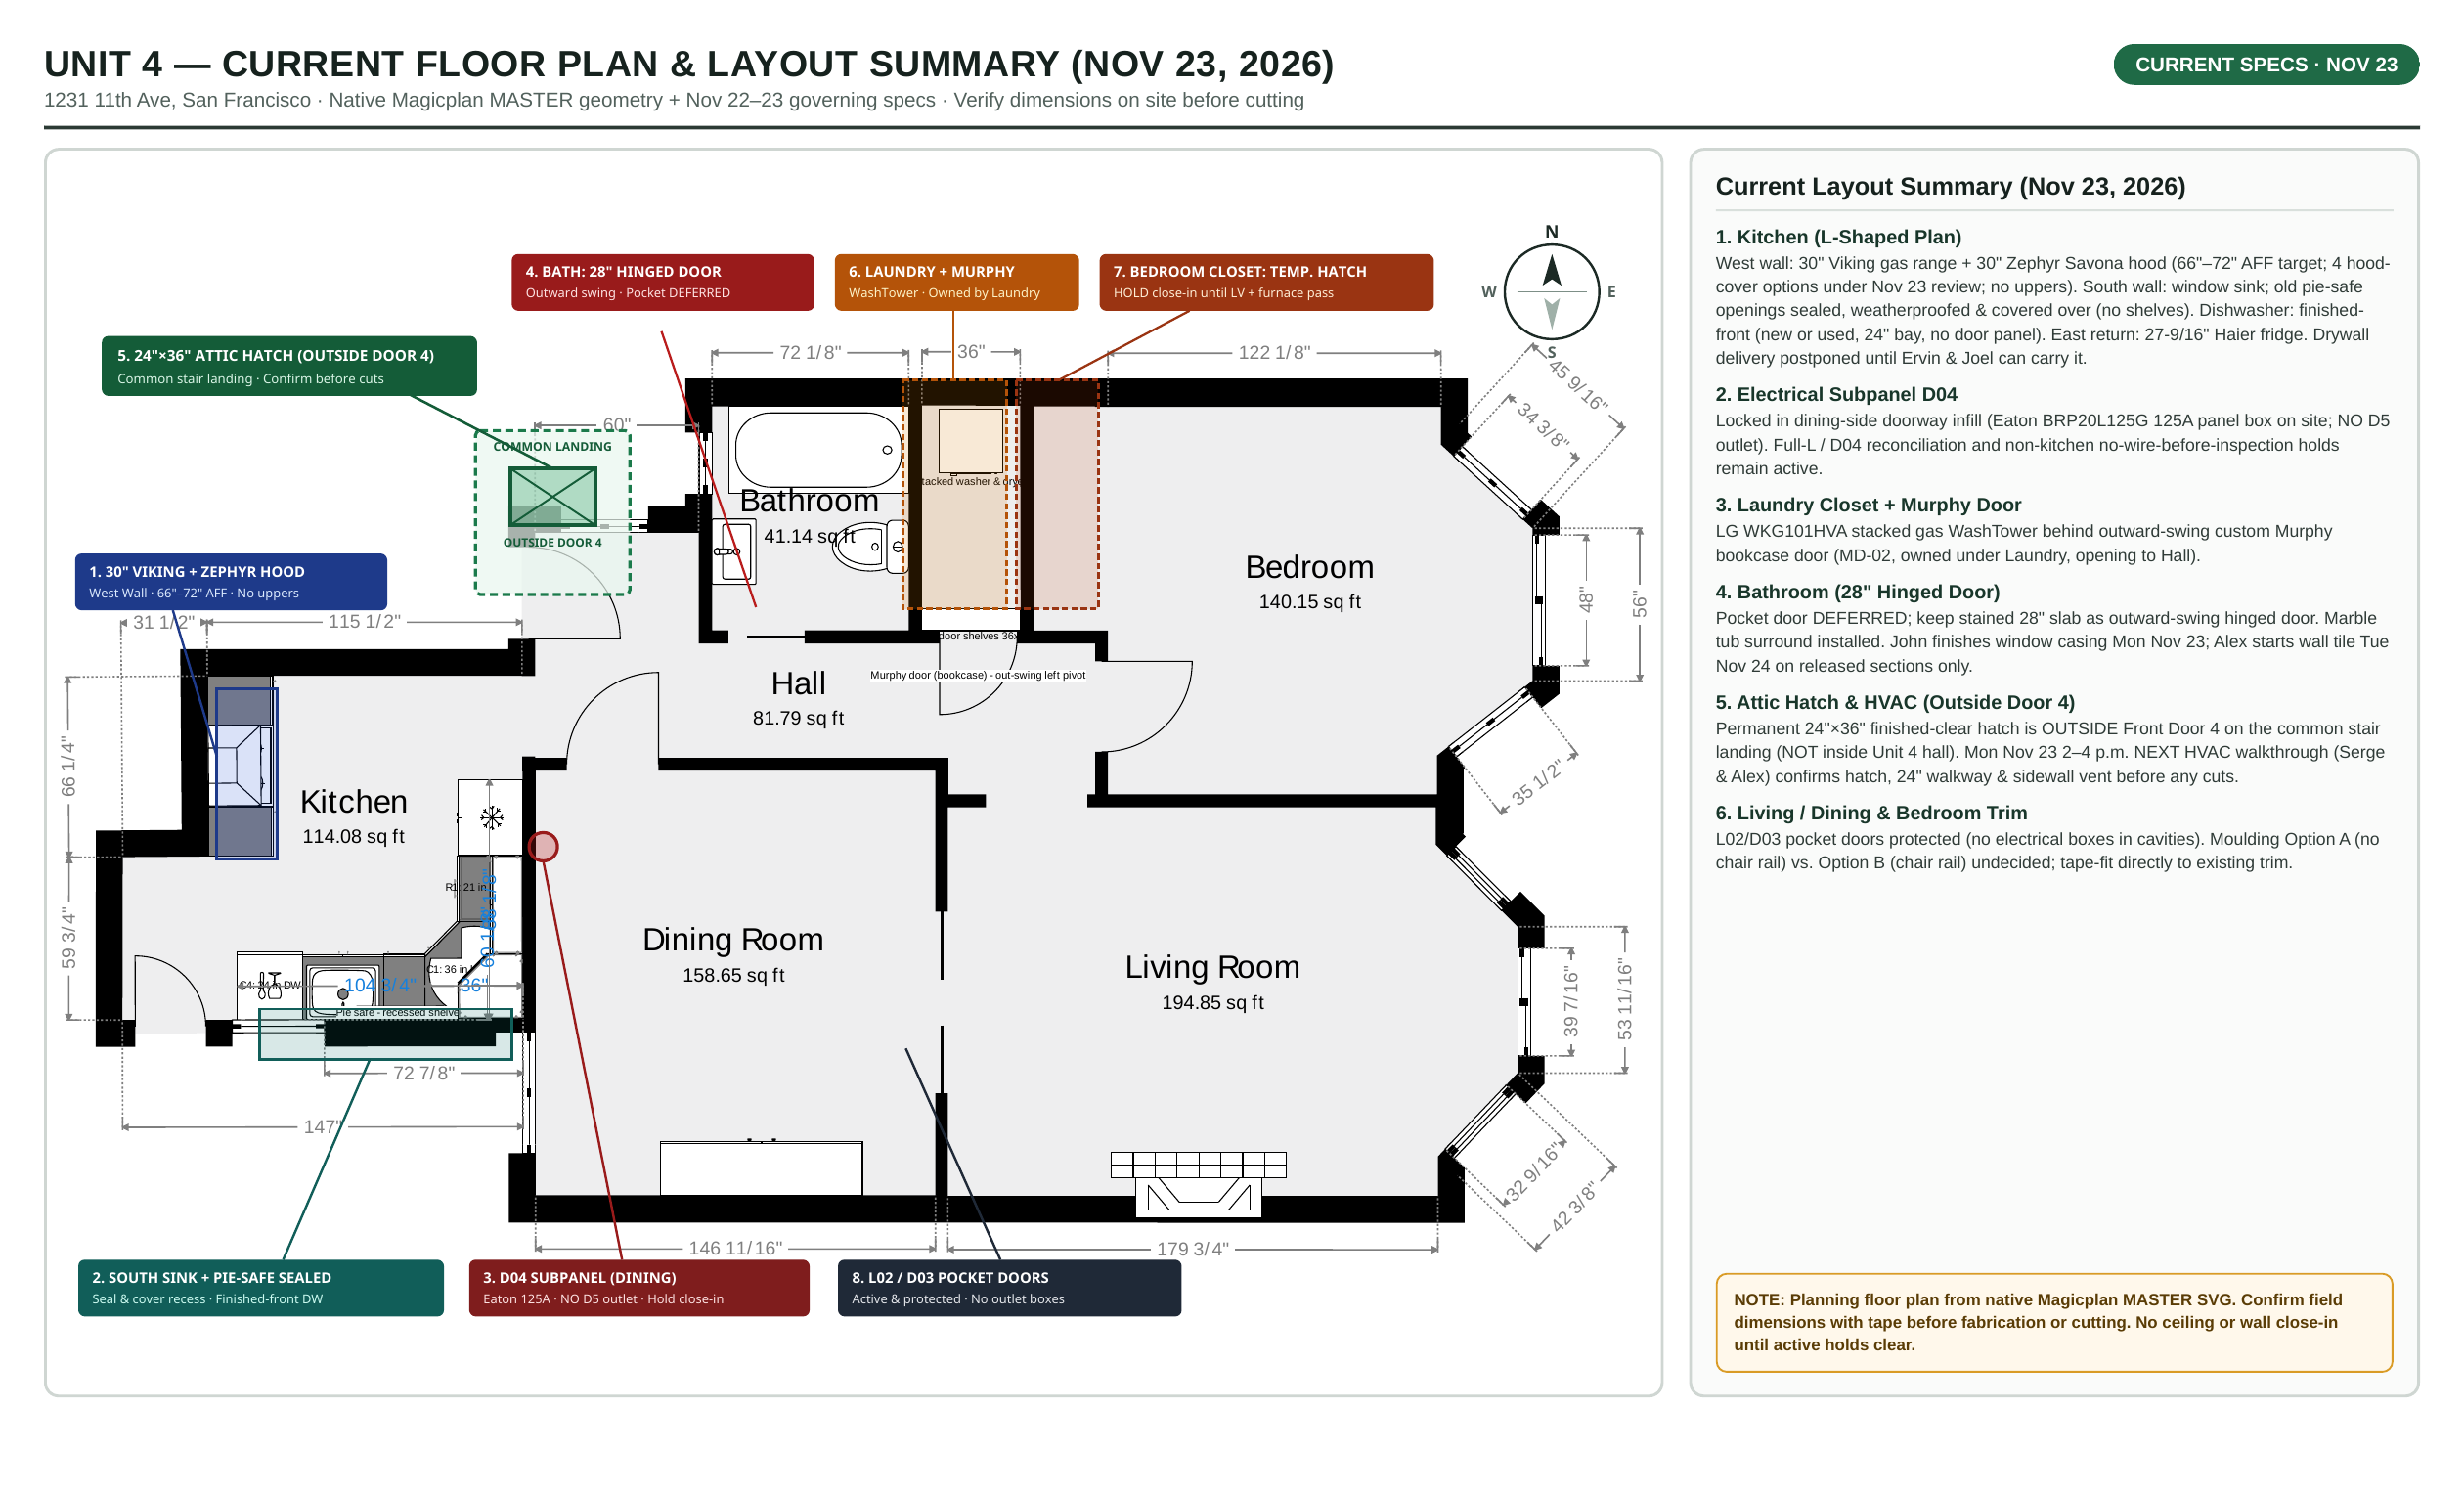 UNIT 4 — CURRENT FLOOR PLAN & LAYOUT SUMMARY (NOV 23, 2026)
CURRENT SPECS · NOV 23
1231 11th Ave, San Francisco · Native Magicplan MASTER geometry + Nov 22–23 governing specs · Verify dimensions on site before cutting
4. BATH: 28" HINGED DOOR
Outward swing · Pocket DEFERRED
6. LAUNDRY + MURPHY
WashTower · Owned by Laundry
7. BEDROOM CLOSET: TEMP. HATCH
HOLD close-in until LV + furnace pass
N
W
E
S
5. 24"×36" ATTIC HATCH (OUTSIDE DOOR 4)
Common stair landing · Confirm before cuts
72 1/8"
36"
122 1/8"
45 9/16"
34 3/8"
60"
COMMON LANDING
OUTSIDE DOOR 4
Bathroom
41.14 sq ft
tacked washer & drye
Bedroom
140.15 sq ft
48"
56"
1. 30" VIKING + ZEPHYR HOOD
West Wall · 66"–72" AFF · No uppers
31 1/2"
115 1/2"
door shelves 36x
Murphy door (bookcase) - out-swing left pivot
Hall
81.79 sq ft
66 1/4"
35 1/2"
Kitchen
114.08 sq ft
R1: 21 in
59 3/4"
Dining Room
158.65 sq ft
Living Room
194.85 sq ft
C1: 36 in
C4: 24 in DW
104 3/4"
36"
Pie safe - recessed shelve
39 7/16"
53 11/16"
72 7/8"
147"
32 9/16"
42 3/8"
146 11/16"
179 3/4"
2. SOUTH SINK + PIE-SAFE SEALED
Seal & cover recess · Finished-front DW
3. D04 SUBPANEL (DINING)
Eaton 125A · NO D5 outlet · Hold close-in
8. L02 / D03 POCKET DOORS
Active & protected · No outlet boxes
Current Layout Summary (Nov 23, 2026)
1. Kitchen (L-Shaped Plan)
West wall: 30" Viking gas range + 30" Zephyr Savona hood (66"–72" AFF target; 4 hood-
cover options under Nov 23 review; no uppers). South wall: window sink; old pie-safe
openings sealed, weatherproofed & covered over (no shelves). Dishwasher: finished-
front (new or used, 24" bay, no door panel). East return: 27-9/16" Haier fridge. Drywall
delivery postponed until Ervin & Joel can carry it.
2. Electrical Subpanel D04
Locked in dining-side doorway infill (Eaton BRP20L125G 125A panel box on site; NO D5
outlet). Full-L / D04 reconciliation and non-kitchen no-wire-before-inspection holds
remain active.
3. Laundry Closet + Murphy Door
LG WKG101HVA stacked gas WashTower behind outward-swing custom Murphy
bookcase door (MD-02, owned under Laundry, opening to Hall).
4. Bathroom (28" Hinged Door)
Pocket door DEFERRED; keep stained 28" slab as outward-swing hinged door. Marble
tub surround installed. John finishes window casing Mon Nov 23; Alex starts wall tile Tue
Nov 24 on released sections only.
5. Attic Hatch & HVAC (Outside Door 4)
Permanent 24"×36" finished-clear hatch is OUTSIDE Front Door 4 on the common stair
landing (NOT inside Unit 4 hall). Mon Nov 23 2–4 p.m. NEXT HVAC walkthrough (Serge
& Alex) confirms hatch, 24" walkway & sidewall vent before any cuts.
6. Living / Dining & Bedroom Trim
L02/D03 pocket doors protected (no electrical boxes in cavities). Moulding Option A (no
chair rail) vs. Option B (chair rail) undecided; tape-fit directly to existing trim.
NOTE: Planning floor plan from native Magicplan MASTER SVG. Confirm field
dimensions with tape before fabrication or cutting. No ceiling or wall close-in
until active holds clear.